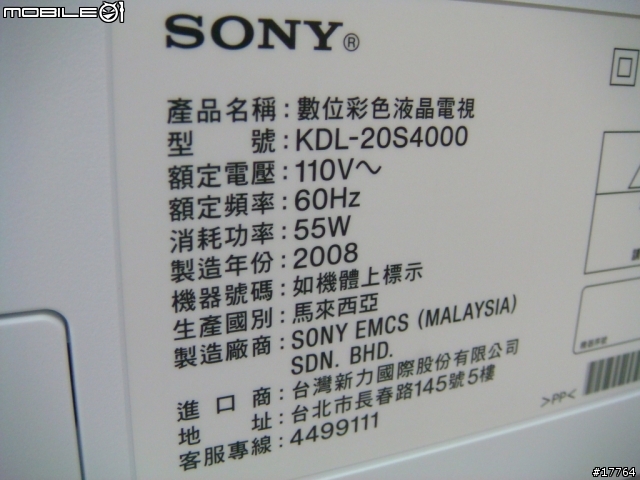 MOBILE01
SONY®
產品名稱：數位彩色液晶電視
型 號：KDL-20S4000
額定電壓：110V～
額定頻率：60Hz
消耗功率：55W
製造年份：2008
機器號碼：如機體上標示
生產國別：馬來西亞
製造廠商：SONY EMCS (MALAYSIA)
SDN. BHD.
進 口 商：台灣新力國際股份有限公司
地 址：台北市長春路145號5樓
客服專線：4499111
>PP<
#17764